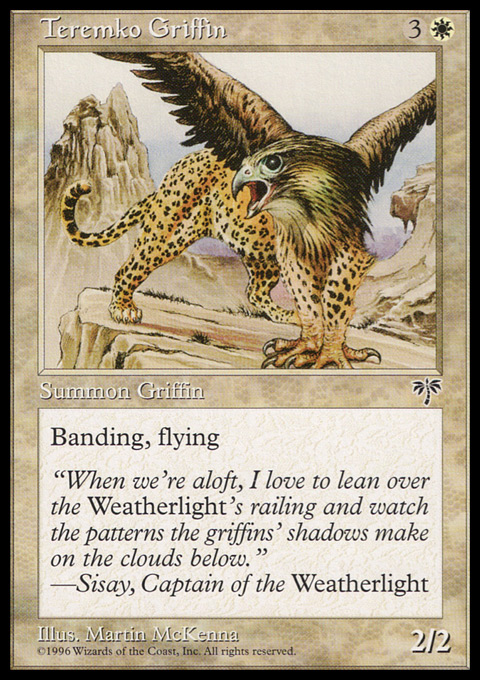 Teremko Griffin 3
Summon Griffin
Banding, flying
“When we’re aloft, I love to lean over
the Weatherlight’s railing and watch
the patterns the griffins’ shadows make
on the clouds below.”
—Sisay, Captain of the Weatherlight
Illus. Martin McKenna
2/2
©1996 Wizards of the Coast, Inc. All rights reserved.